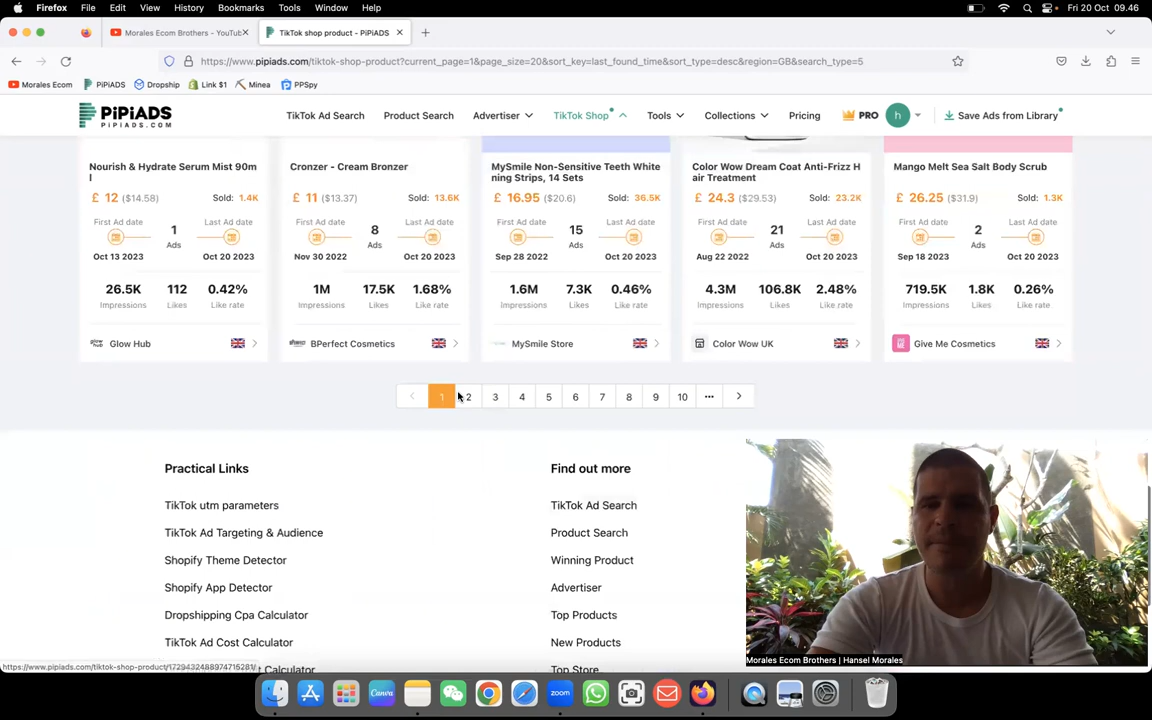 Firefox File Edit View History Bookmarks Tools Window Help Fri 20 Oct 09.46
Morales Ecom Brothers - YouTub TikTok shop product - PiPiADS
https://www.pipiads.com/tiktok-shop-product?current_page=1&page_size=20&sort_key=last_found_time&sort_type=desc&region=GB&search_type=5
Morales Ecom PiPiADS Dropship Link $1 Minea PPSpy
PiPiADS
PIPIADS.COM
TikTok Ad Search Product Search Advertiser TikTok Shop Tools Collections Pricing PRO h Save Ads from Library
Nourish & Hydrate Serum Mist 90m
l
£ 12 ($14.58) Sold: 1.4K
First Ad date Last Ad date
1
Ads
Oct 13 2023 Oct 20 2023
26.5K 112 0.42%
Impressions Likes Like rate
Glow Hub
Cronzer - Cream Bronzer
£ 11 ($13.37) Sold: 13.6K
First Ad date Last Ad date
8
Ads
Nov 30 2022 Oct 20 2023
1M 17.5K 1.68%
Impressions Likes Like rate
BPerfect Cosmetics
MySmile Non-Sensitive Teeth White
ning Strips, 14 Sets
£ 16.95 ($20.6) Sold: 36.5K
First Ad date Last Ad date
15
Ads
Sep 28 2022 Oct 20 2023
1.6M 7.3K 0.46%
Impressions Likes Like rate
MySmile Store
Color Wow Dream Coat Anti-Frizz H
air Treatment
£ 24.3 ($29.53) Sold: 23.2K
First Ad date Last Ad date
21
Ads
Aug 22 2022 Oct 20 2023
4.3M 106.8K 2.48%
Impressions Likes Like rate
Color Wow UK
Mango Melt Sea Salt Body Scrub
£ 26.25 ($31.9) Sold: 1.3K
First Ad date Last Ad date
2
Ads
Sep 18 2023 Oct 20 2023
719.5K 1.8K 0.26%
Impressions Likes Like rate
Give Me Cosmetics
1 2 3 4 5 6 7 8 9 10 •••
Practical Links
TikTok utm parameters
TikTok Ad Targeting & Audience
Shopify Theme Detector
Shopify App Detector
Dropshipping Cpa Calculator
TikTok Ad Cost Calculator
t Calculator
Find out more
TikTok Ad Search
Product Search
Winning Product
Advertiser
Top Products
New Products
Top Store
Morales Ecom Brothers | Hansel Morales
Canva
zoom